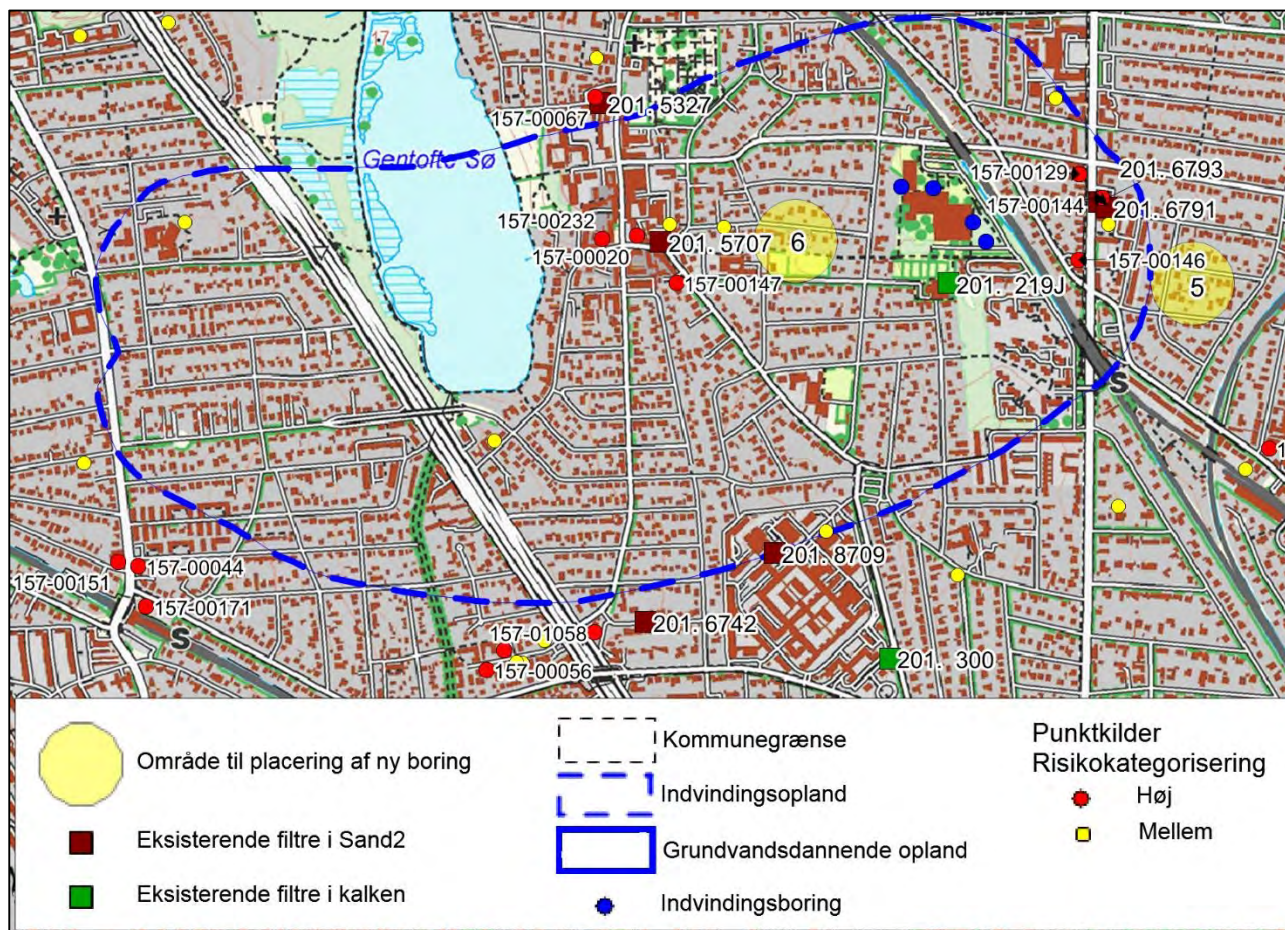 17
157-00067
201. 5327
Gentofte Sø
157-00129
201. 6793
157-00144
201. 6791
157-00232
157-00020
201. 5707
6
157-00146
157-00147
201. 219J
5
7
S
201. 8709
157-00151
157-00044
157-00171
S
201. 6742
157-01058
157-00056
201. 300
1
Område til placering af ny boring
Eksisterende filtre i Sand2
Eksisterende filtre i kalken
Kommunegrænse
Indvindingsopland
Grundvandsdannende opland
Indvindingsboring
Punktkilder
Risikokategorisering
Høj
Mellem